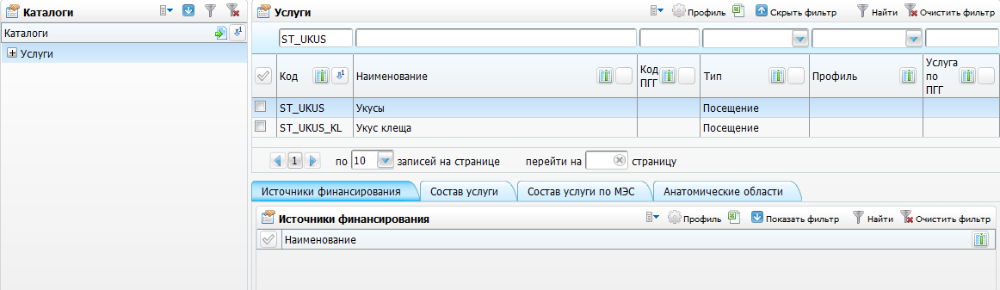 Каталоги
Каталоги
Услуги
Услуги
Профиль Скрыть фильтр Найти Очистить фильтр
ST_UKUS
Код Наименование Код ПГГ Тип Профиль Услуга по ПГГ
ST_UKUS Укусы Посещение
ST_UKUS_KL Укус клеща Посещение
1 по 10 записей на странице перейти на страницу
Источники финансирования Состав услуги Состав услуги по МЭС Анатомические области
Источники финансирования Профиль Показать фильтр Найти Очистить фильтр
Наименование